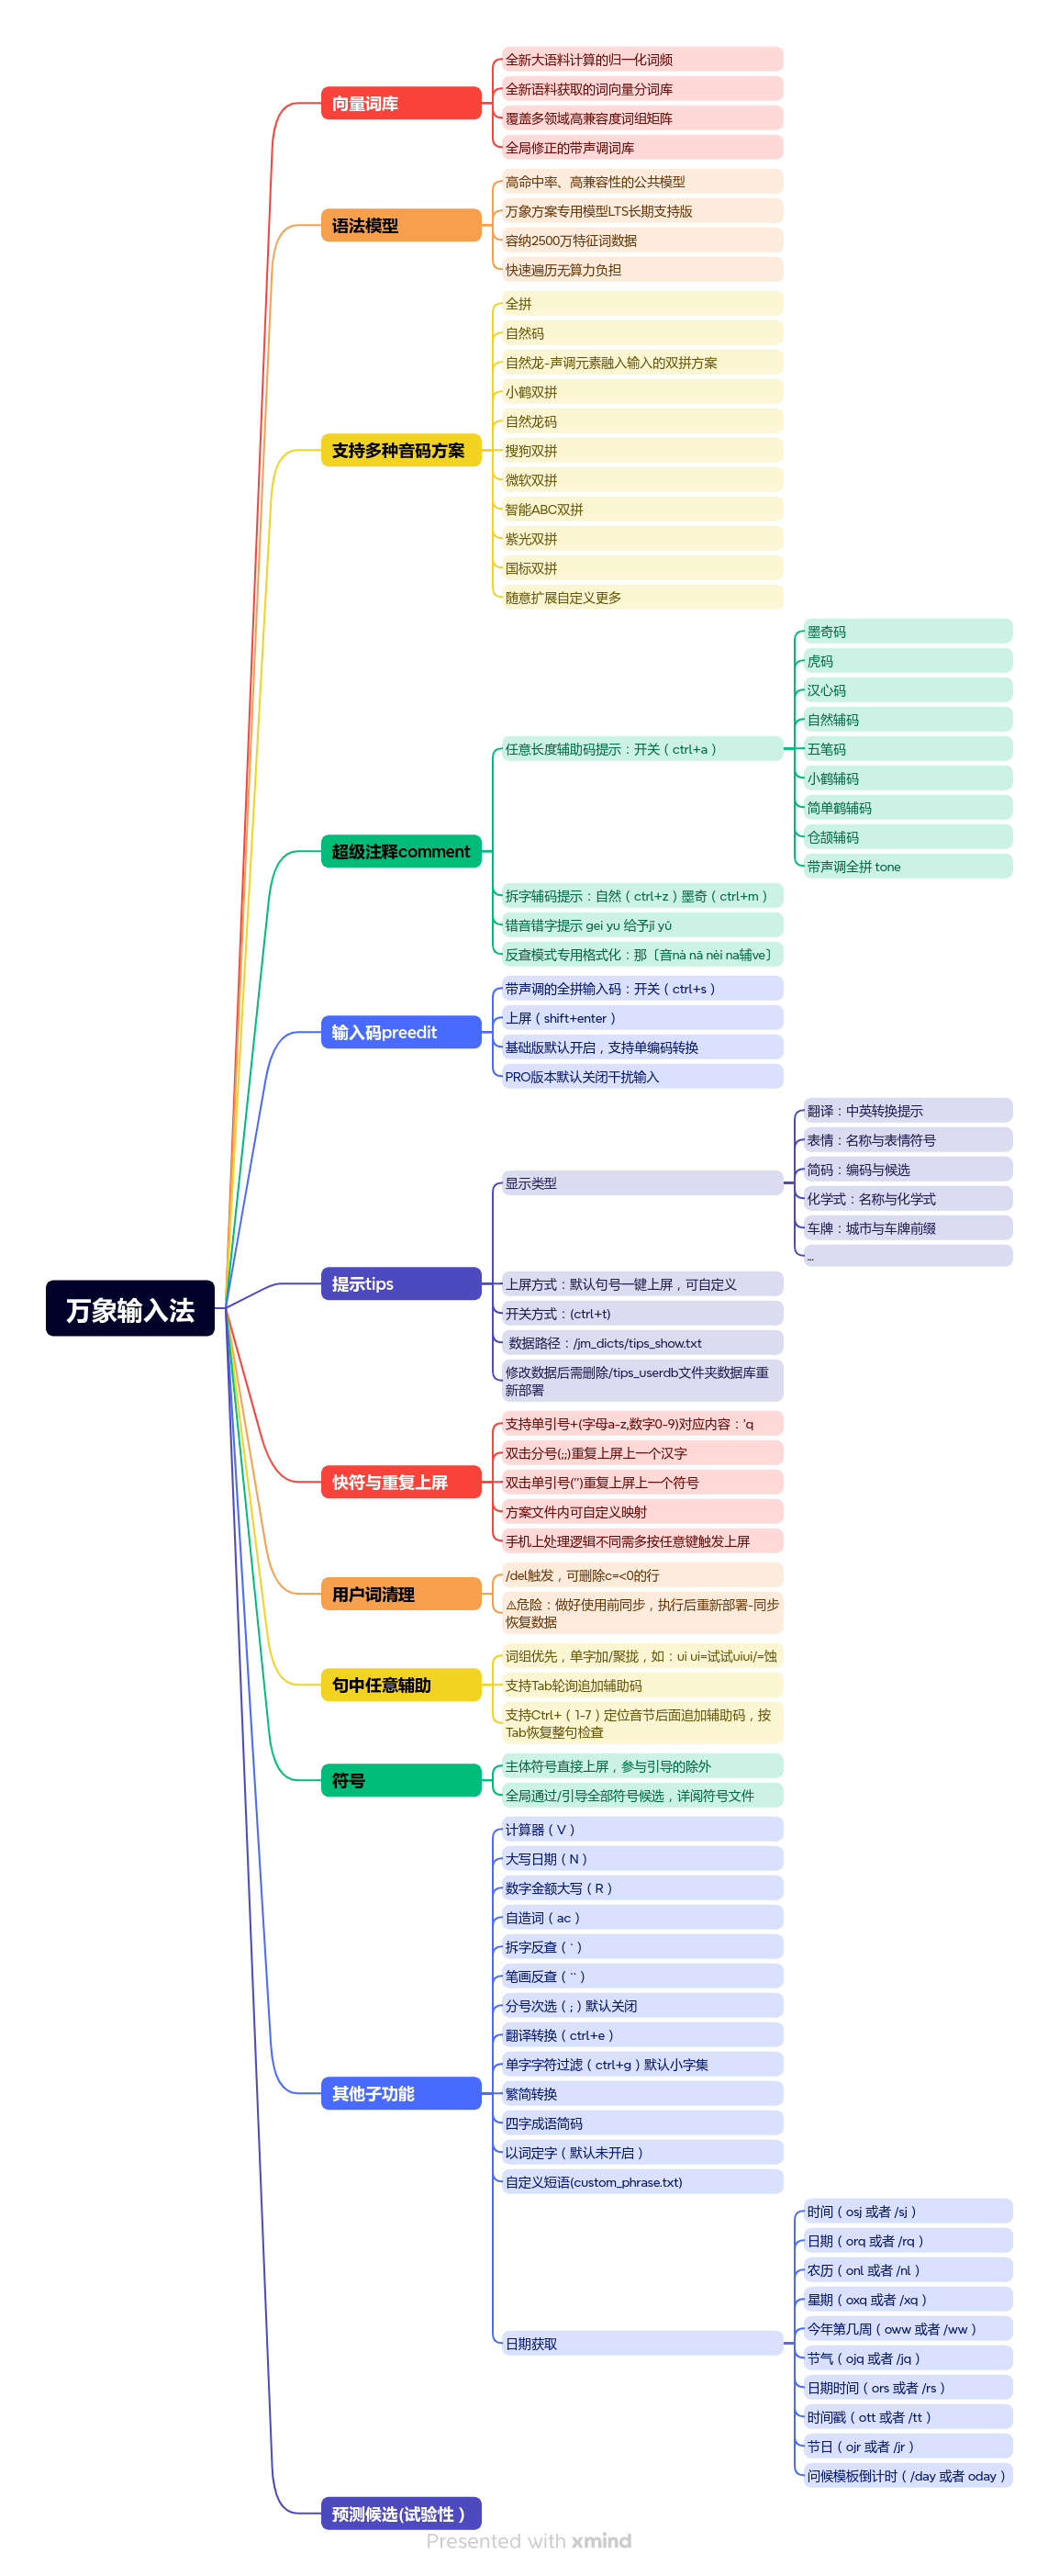 万象输入法
向量词库
全新大语料计算的归一化词频
全新语料获取的词向量分词库
覆盖多领域高兼容度词组矩阵
全局修正的带声调词库
语法模型
高命中率、高兼容性的公共模型
万象方案专用模型LTS长期支持版
容纳2500万特征词数据
快速遍历无算力负担
支持多种音码方案
全拼
自然码
自然龙-声调元素融入输入的双拼方案
小鹤双拼
自然龙码
搜狗双拼
微软双拼
智能ABC双拼
紫光双拼
国标双拼
随意扩展自定义更多
超级注释comment
任意长度辅助码提示：开关（ctrl+a）
墨奇码
虎码
汉心码
自然辅码
五笔码
小鹤辅码
简单鹤辅码
仓颉辅码
带声调全拼 tone
拆字辅码提示：自然（ctrl+z）墨奇（ctrl+m）
错音错字提示 gei yu 给予jǐ yǔ
反查模式专用格式化：那〔音nà nā nèi na辅ve〕
输入码preedit
带声调的全拼输入码：开关（ctrl+s）
上屏（shift+enter）
基础版默认开启，支持单编码转换
PRO版本默认关闭干扰输入
提示tips
显示类型
翻译：中英转换提示
表情：名称与表情符号
简码：编码与候选
化学式：名称与化学式
车牌：城市与车牌前缀
...
上屏方式：默认句号一键上屏，可自定义
开关方式：(ctrl+t)
数据路径：/jm_dicts/tips_show.txt
修改数据后需删除/tips_userdb文件夹数据库重
新部署
快符与重复上屏
支持单引号+(字母a-z,数字0-9)对应内容：'q
双击分号(;;)重复上屏上一个汉字
双击单引号('')重复上屏上一个符号
方案文件内可自定义映射
手机上处理逻辑不同需多按任意键触发上屏
用户词清理
/del触发，可删除c=<0的行
⚠危险：做好使用前同步，执行后重新部署-同步
恢复数据
句中任意辅助
词组优先，单字加/聚拢，如：ui ui=试试uiui/=蚀
支持Tab轮询追加辅助码
支持Ctrl+（1-7）定位音节后面追加辅助码，按
Tab恢复整句检查
符号
主体符号直接上屏，参与引导的除外
全局通过/引导全部符号候选，详阅符号文件
其他子功能
计算器（V）
大写日期（N）
数字金额大写（R）
自造词（ac）
拆字反查（`）
笔画反查（``）
分号次选（;）默认关闭
翻译转换（ctrl+e）
单字字符过滤（ctrl+g）默认小字集
繁简转换
四字成语简码
以词定字（默认未开启）
自定义短语(custom_phrase.txt)
日期获取
时间（osj 或者 /sj）
日期（orq 或者 /rq）
农历（onl 或者 /nl）
星期（oxq 或者 /xq）
今年第几周（oww 或者 /ww）
节气（ojq 或者 /jq）
日期时间（ors 或者 /rs）
时间戳（ott 或者 /tt）
节日（ojr 或者 /jr）
问候模板倒计时（/day 或者 oday）
预测候选(试验性）
Presented with xmind